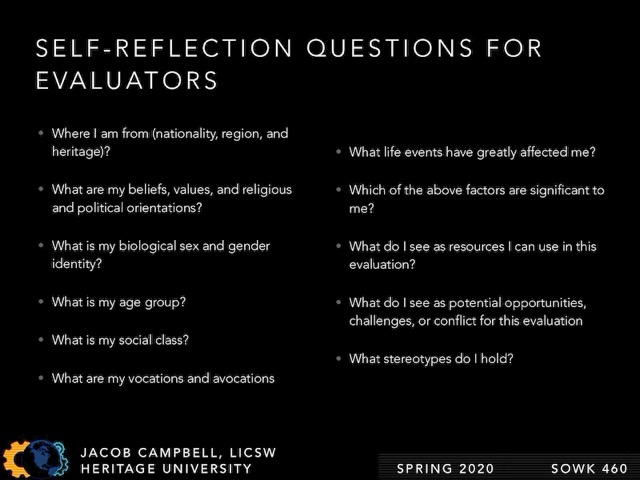 SELF-REFLECTION QUESTIONS FOR
EVALUATORS
• Where I am from (nationality, region, and
heritage)?
• What are my beliefs, values, and religious
and political orientations?
• What is my biological sex and gender
identity?
• What is my age group?
• What is my social class?
• What are my vocations and avocations
• What life events have greatly affected me?
• Which of the above factors are significant to
me?
• What do I see as resources I can use in this
evaluation?
• What do I see as potential opportunities,
challenges, or conflict for this evaluation
• What stereotypes do I hold?
JACOB CAMPBELL, LICSW
HERITAGE UNIVERSITY
SPRING 2020
SOWK 460